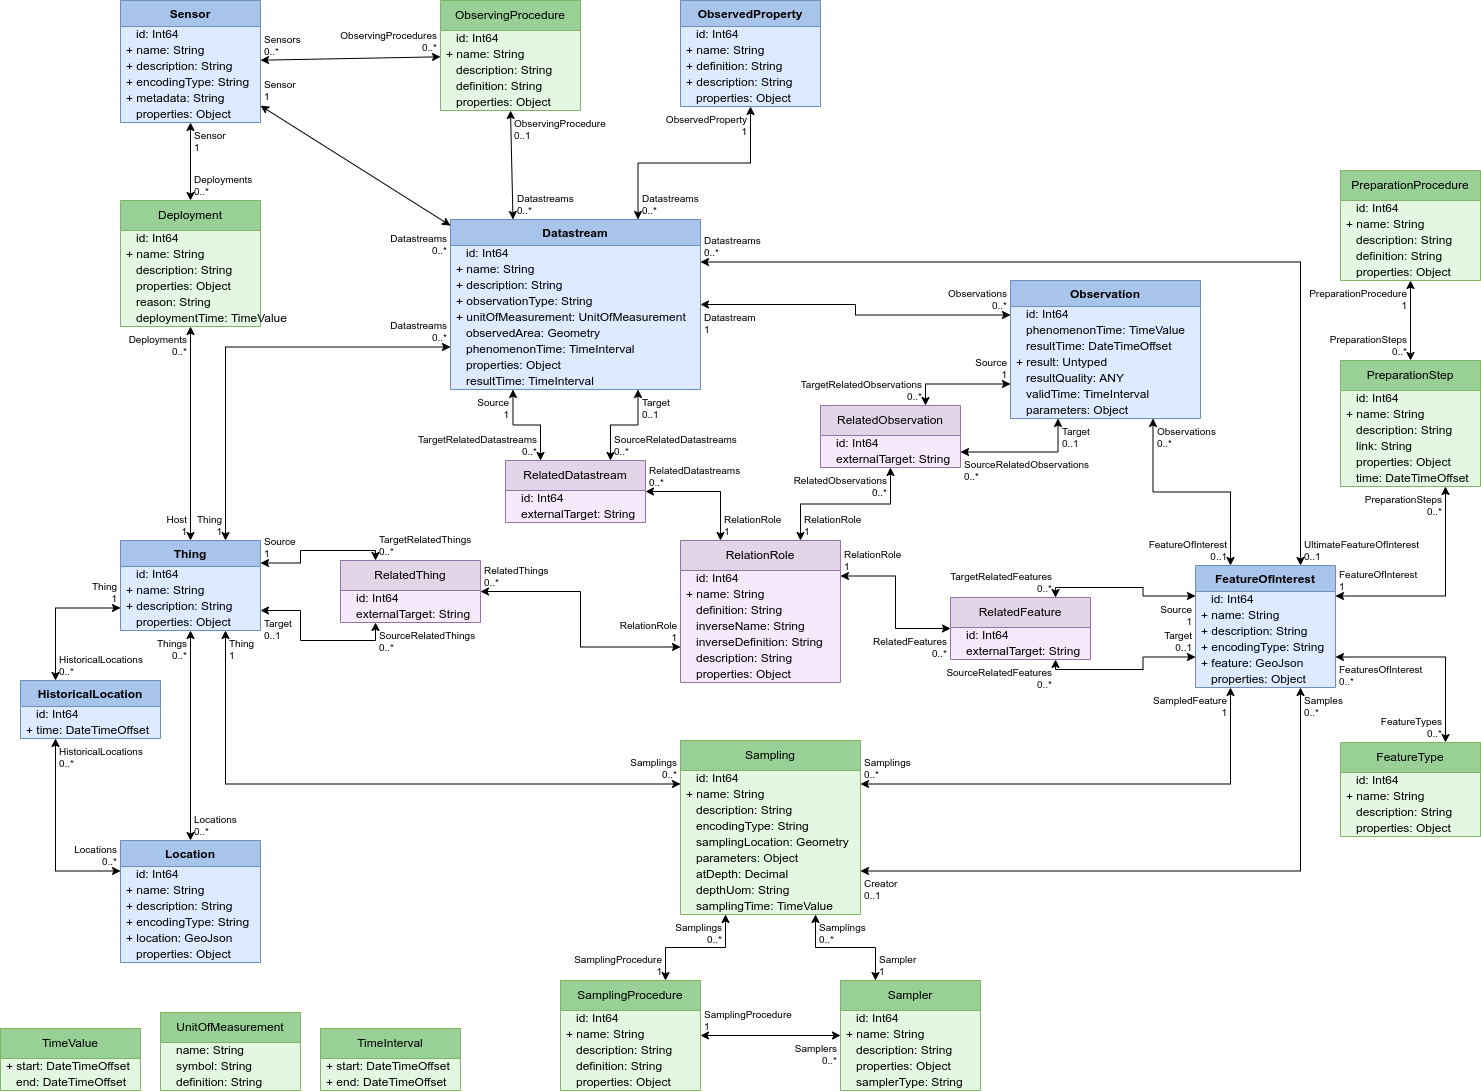 Sensor
id: Int64
+ name: String
+ description: String
+ encodingType: String
+ metadata: String
properties: Object
Sensors
0..*
ObservingProcedures
0..*
Sensor
1
ObservingProcedure
id: Int64
+ name: String
description: String
definition: String
properties: Object
ObservedProperty
id: Int64
+ name: String
+ definition: String
+ description: String
properties: Object
ObservingProcedure
0..1
ObservedProperty
1
Sensor
1
Deployments
0..*
Deployment
id: Int64
+ name: String
description: String
properties: Object
reason: String
deploymentTime: TimeValue
Deployments
0..*
Datastreams
0..*
Datastreams
0..*
Datastreams
0..*
Datastreams
0..*
Datastream
id: Int64
+ name: String
+ description: String
+ observationType: String
+ unitOfMeasurement: UnitOfMeasurement
observedArea: Geometry
phenomenonTime: TimeInterval
properties: Object
resultTime: TimeInterval
Datastreams
0..*
Datastream
1
Observations
0..*
Observation
id: Int64
phenomenonTime: TimeValue
resultTime: DateTimeOffset
+ result: Untyped
resultQuality: ANY
validTime: TimeInterval
parameters: Object
PreparationProcedure
id: Int64
+ name: String
description: String
definition: String
properties: Object
PreparationProcedure
1
PreparationSteps
0..*
PreparationStep
id: Int64
+ name: String
description: String
link: String
properties: Object
time: DateTimeOffset
PreparationSteps
0..*
Source
1
TargetRelatedObservations
0..*
RelatedObservation
id: Int64
externalTarget: String
Target
0..1
SourceRelatedObservations
0..*
Observations
0..*
RelatedObservations
0..*
RelationRole
1
Source
1
Target
0..1
TargetRelatedDatastreams
0..*
SourceRelatedDatastreams
0..*
RelatedDatastream
id: Int64
externalTarget: String
RelatedDatastreams
0..*
RelationRole
1
Host
1
Thing
1
Thing
id: Int64
+ name: String
+ description: String
properties: Object
Source
1
TargetRelatedThings
0..*
RelatedThing
id: Int64
externalTarget: String
RelatedThings
0..*
Target
0..1
SourceRelatedThings
0..*
RelationRole
1
RelationRole
id: Int64
+ name: String
definition: String
inverseName: String
inverseDefinition: String
description: String
properties: Object
RelationRole
1
RelatedFeatures
0..*
TargetRelatedFeatures
0..*
RelatedFeature
id: Int64
externalTarget: String
SourceRelatedFeatures
0..*
FeatureOfInterest
0..1
UltimateFeatureOfInterest
0..1
Source
1
Target
0..1
FeatureOfInterest
id: Int64
+ name: String
+ description: String
+ encodingType: String
+ feature: GeoJson
properties: Object
FeatureOfInterest
1
FeaturesOfInterest
0..*
FeatureTypes
0..*
FeatureType
id: Int64
+ name: String
description: String
properties: Object
SampledFeature
1
Samples
0..*
Thing
1
HistoricalLocations
0..*
HistoricalLocation
id: Int64
+ time: DateTimeOffset
HistoricalLocations
0..*
Things
0..*
Thing
1
Locations
0..*
Locations
0..*
Location
id: Int64
+ name: String
+ description: String
+ encodingType: String
+ location: GeoJson
properties: Object
Samplings
0..*
Sampling
id: Int64
+ name: String
description: String
encodingType: String
samplingLocation: Geometry
parameters: Object
atDepth: Decimal
depthUom: String
samplingTime: TimeValue
Samplings
0..*
Creator
0..1
Samplings
0..*
Samplings
0..*
SamplingProcedure
1
Sampler
1
SamplingProcedure
id: Int64
+ name: String
description: String
definition: String
properties: Object
SamplingProcedure
1
Samplers
0..*
Sampler
id: Int64
+ name: String
description: String
properties: Object
samplerType: String
TimeValue
+ start: DateTimeOffset
end: DateTimeOffset
UnitOfMeasurement
name: String
symbol: String
definition: String
TimeInterval
+ start: DateTimeOffset
+ end: DateTimeOffset